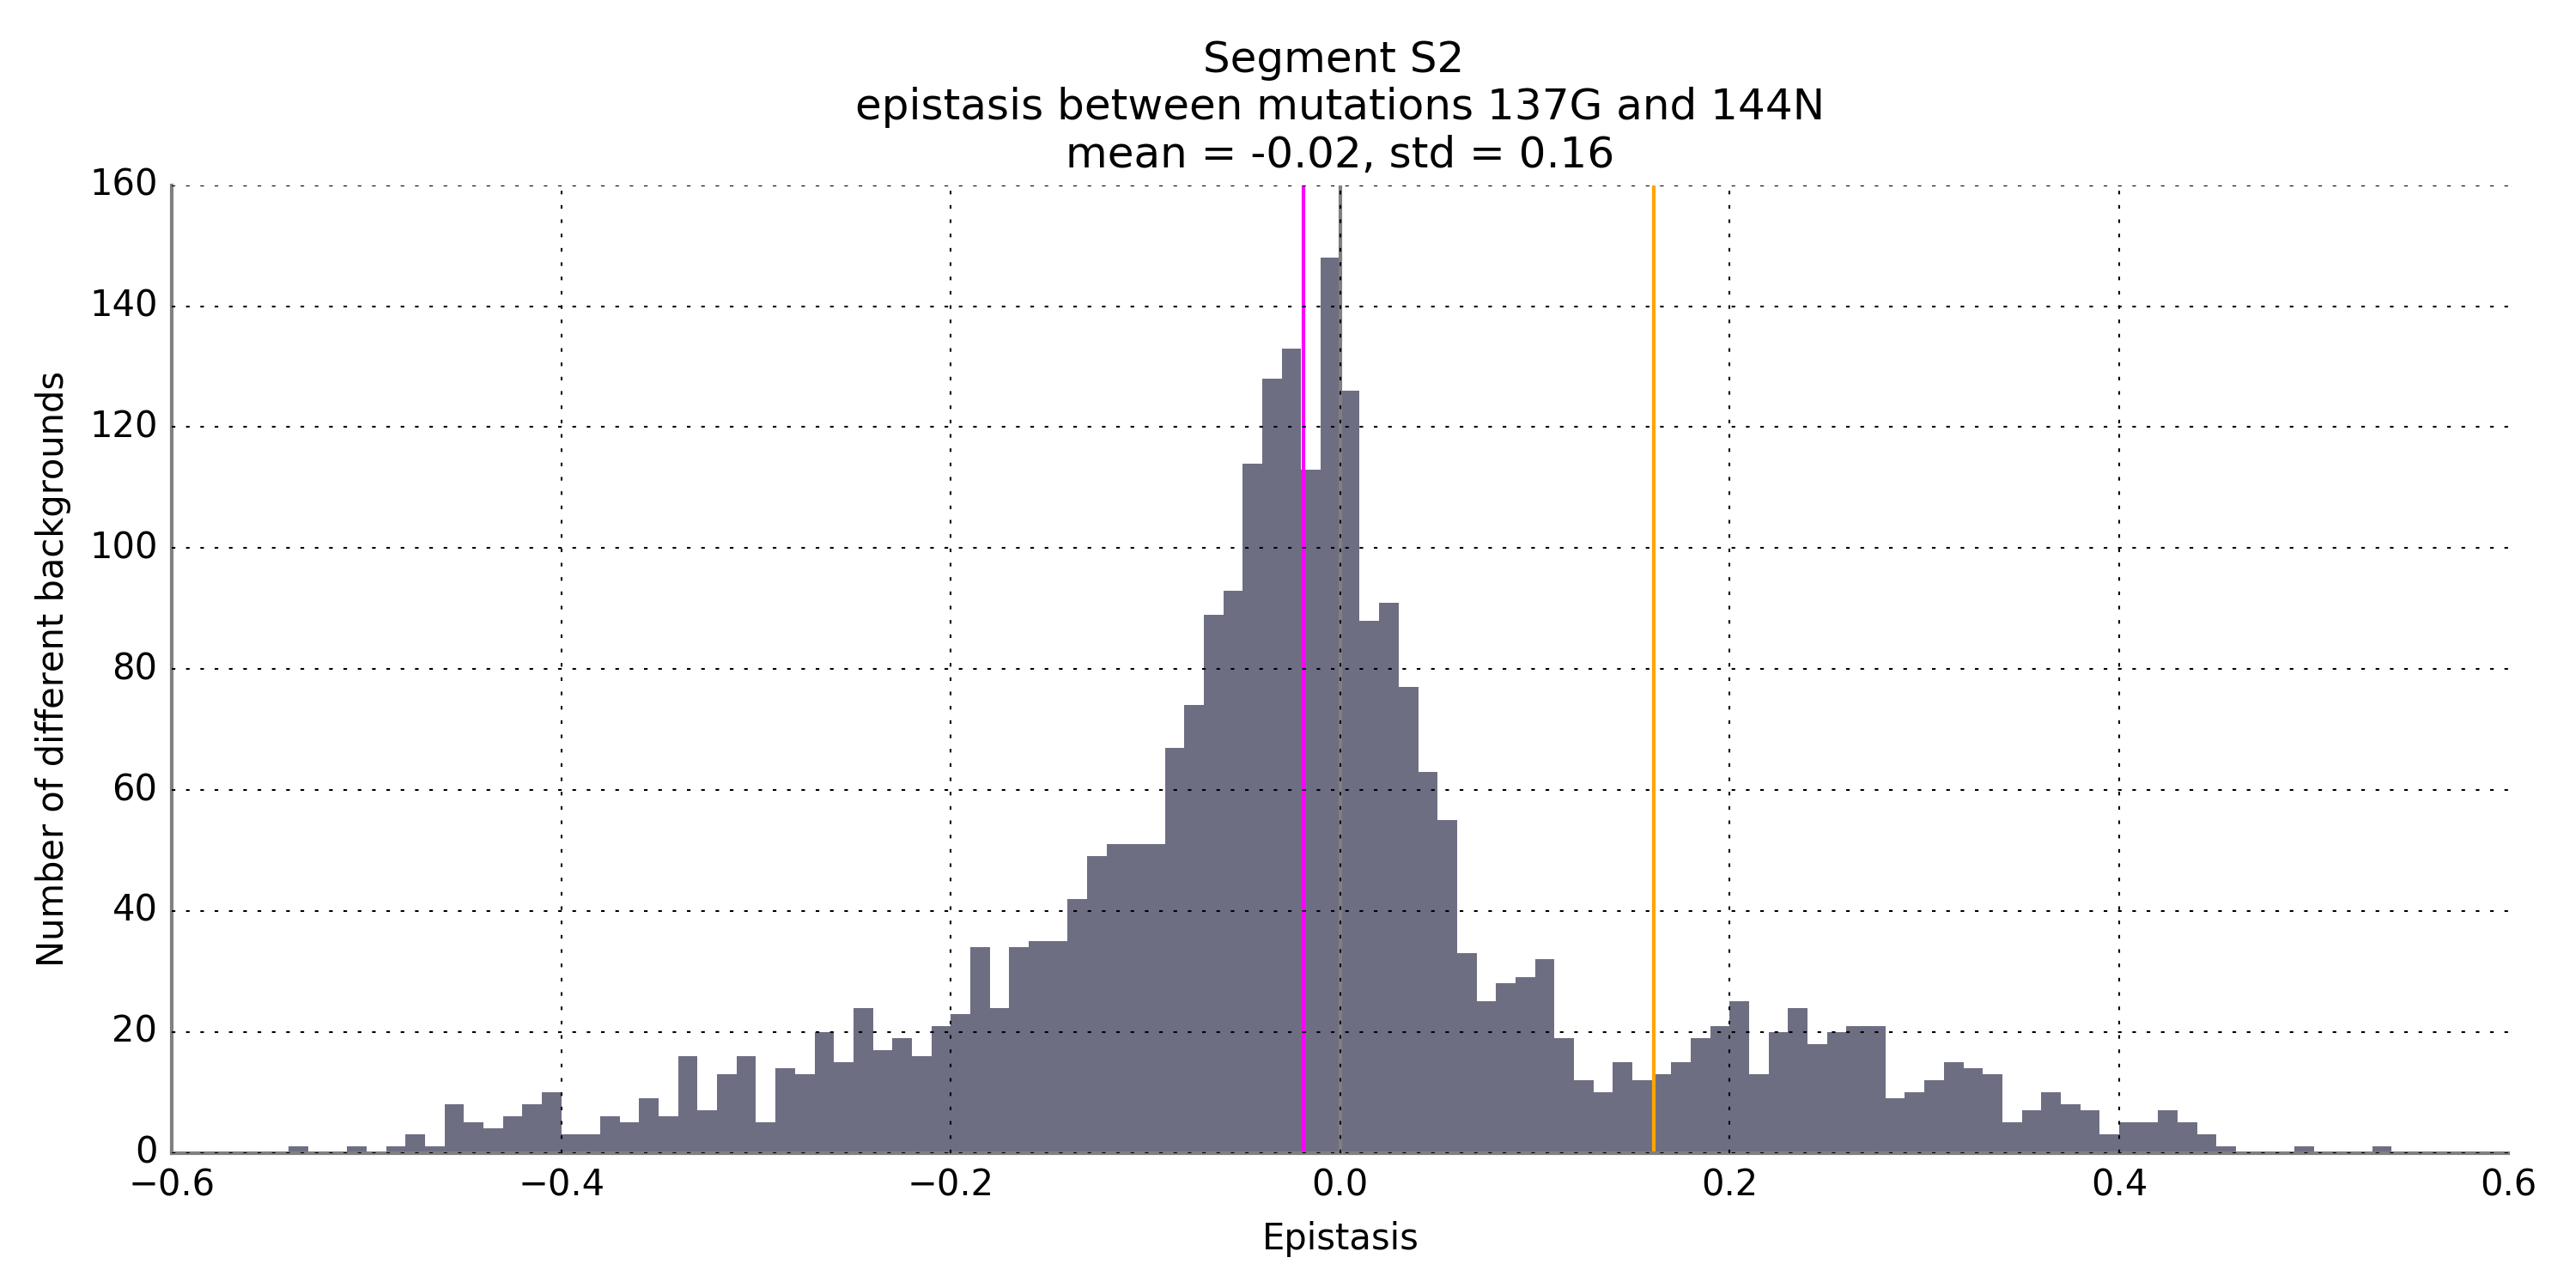 Segment S2
epistasis between mutations 137G and 144N
mean = -0.02, std = 0.16
160
140
120
100
80
60
40
20
0
Number of different backgrounds
−0.6 −0.4 −0.2 0.0 0.2 0.4 0.6
Epistasis